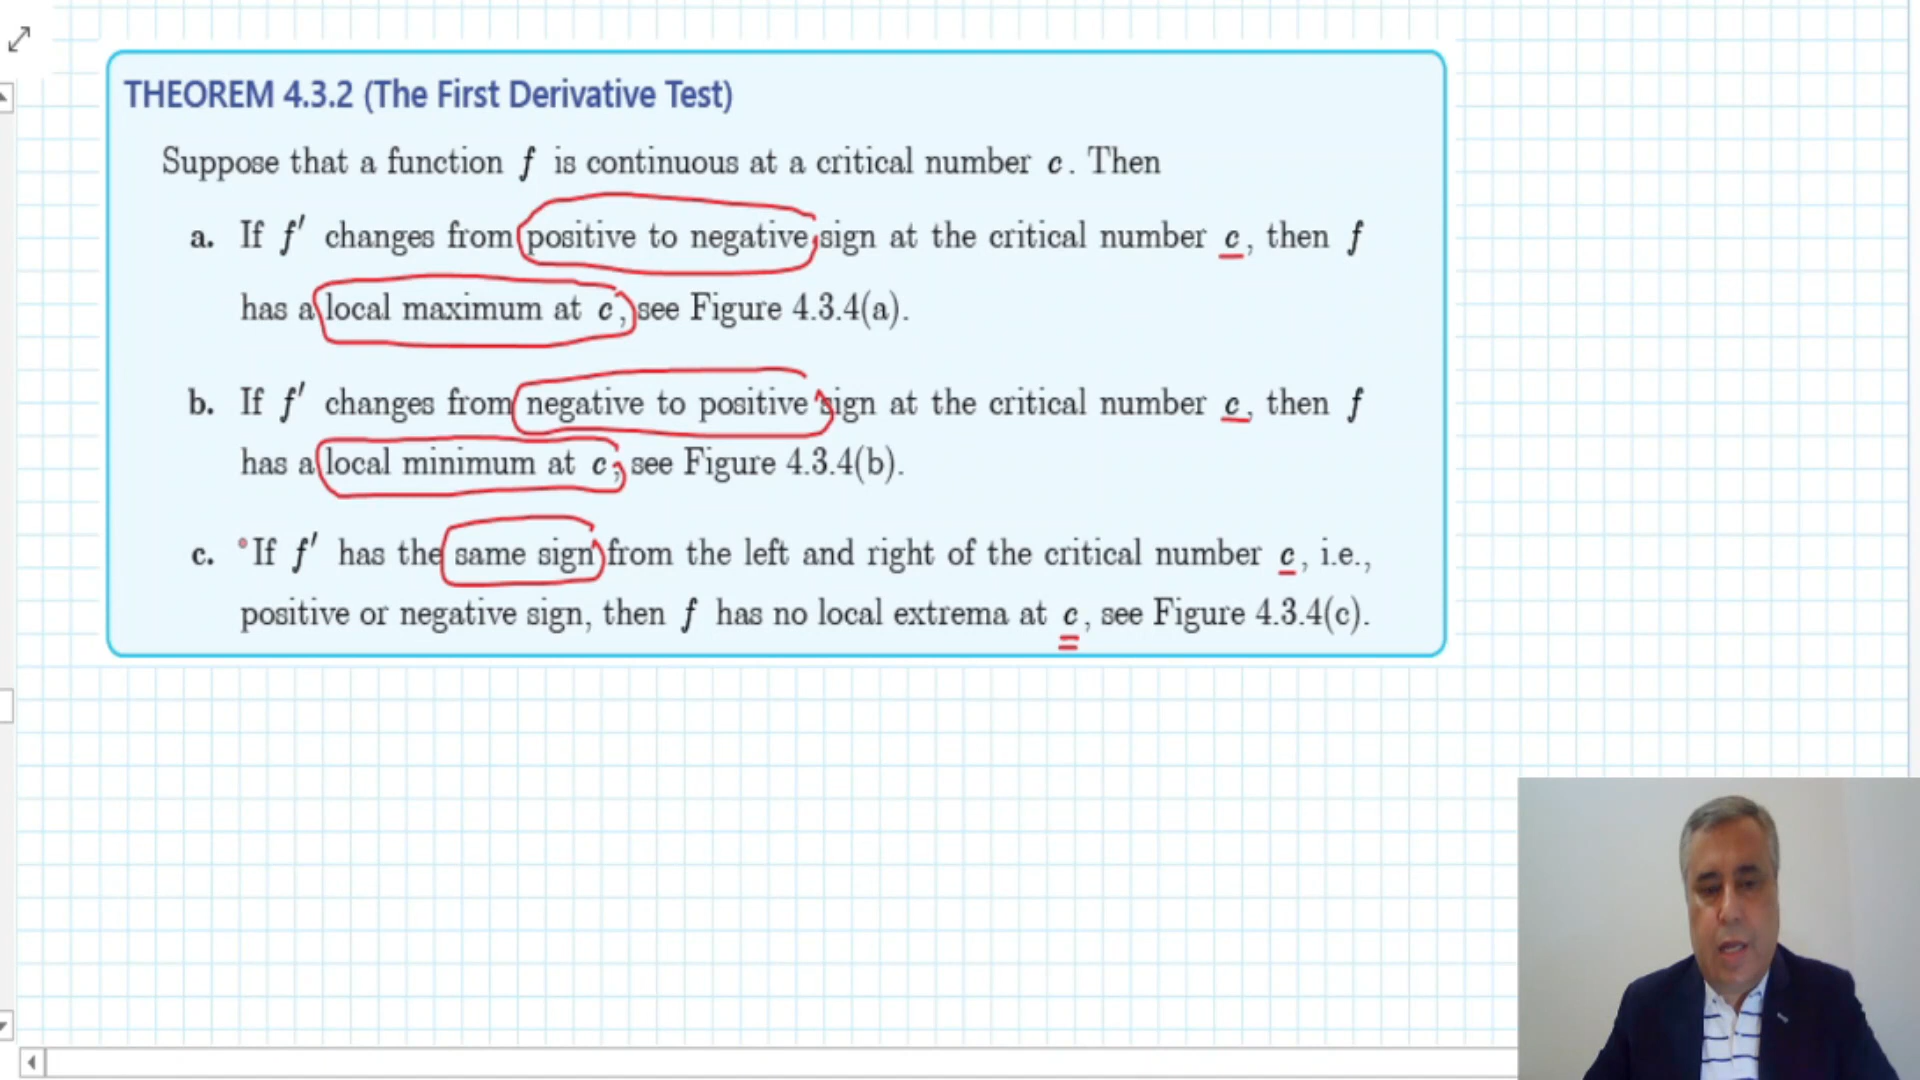 THEOREM 4.3.2 (The First Derivative Test)
Suppose that a function f is continuous at a critical number c. Then
a. If f′ changes from positive to negative sign at the critical number c, then f
has a local maximum at c, see Figure 4.3.4(a).
b. If f′ changes from negative to positive sign at the critical number c, then f
has a local minimum at c, see Figure 4.3.4(b).
c. If f′ has the same sign from the left and right of the critical number c, i.e.,
positive or negative sign, then f has no local extrema at c, see Figure 4.3.4(c).